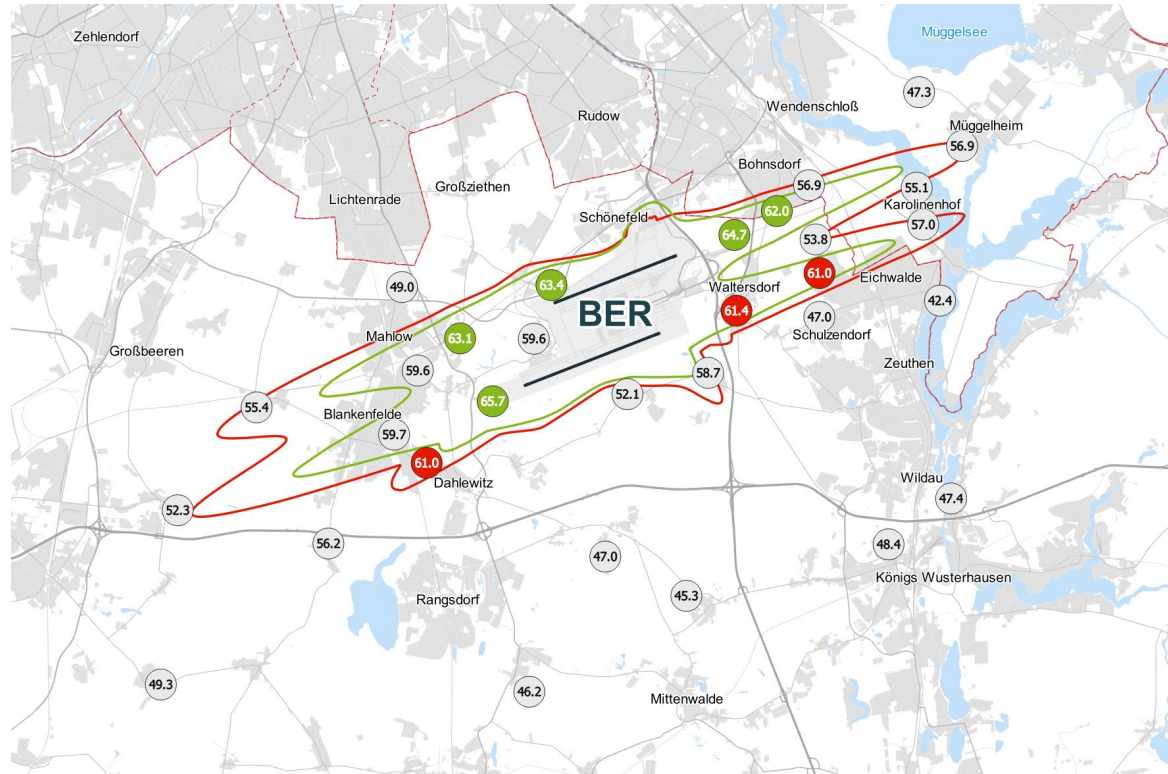 Müggelsee
Zehlendorf
47.3
Wendenschloß
Rudow
Müggelheim
56.9
Bohnsdorf
Großziethen
56.9
55.1
Lichtenrade
Karolinenhof
62.0
Schönefeld
57.0
64.7
53.8
61.0
Eichwalde
49.0
63.4
Waltersdorf
42.4
61.4
BER
47.0
Schulzendorf
Mahlow
63.1
59.6
Großbeeren
Zeuthen
59.6
58.7
52.1
65.7
55.4
Blankenfelde
59.7
61.0
Dahlewitz
Wildau
47.4
52.3
56.2
48.4
47.0
Königs Wusterhausen
Rangsdorf
45.3
49.3
46.2
Mittenwalde